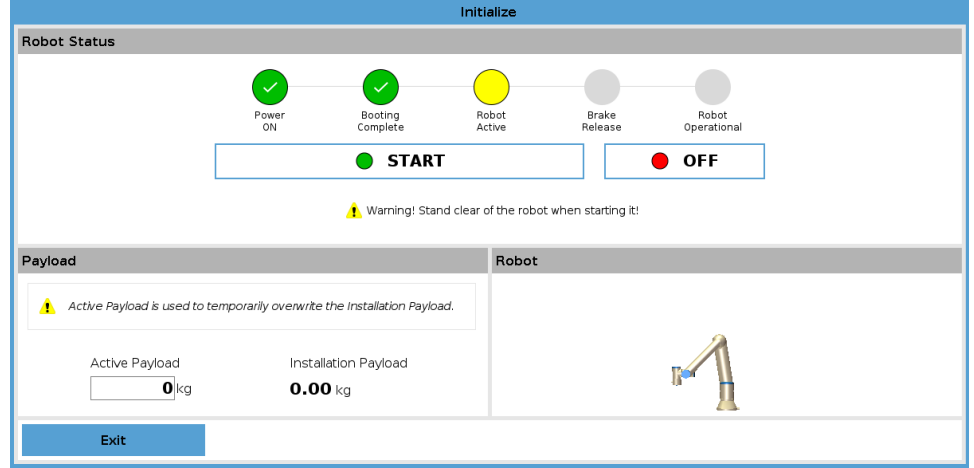 Initialize
Robot Status
Power
ON
Booting
Complete
Robot
Active
Brake
Release
Robot
Operational
START
OFF
Warning! Stand clear of the robot when starting it!
Payload
Active Payload is used to temporarily overwrite the Installation Payload.
Active Payload
0 kg
Installation Payload
0.00 kg
Robot
Exit